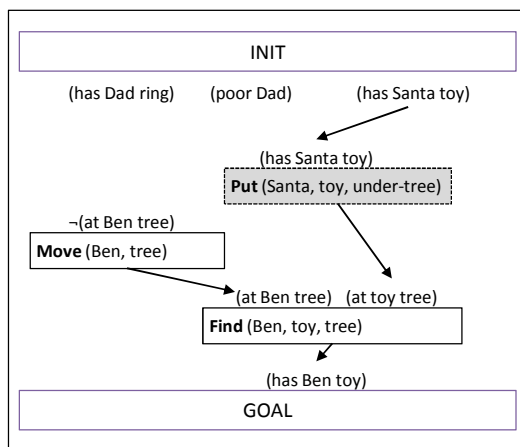 INIT
(has Dad ring) (poor Dad) (has Santa toy)
(has Santa toy)
Put (Santa, toy, under-tree)
¬(at Ben tree)
Move (Ben, tree)
(at Ben tree) (at toy tree)
Find (Ben, toy, tree)
(has Ben toy)
GOAL